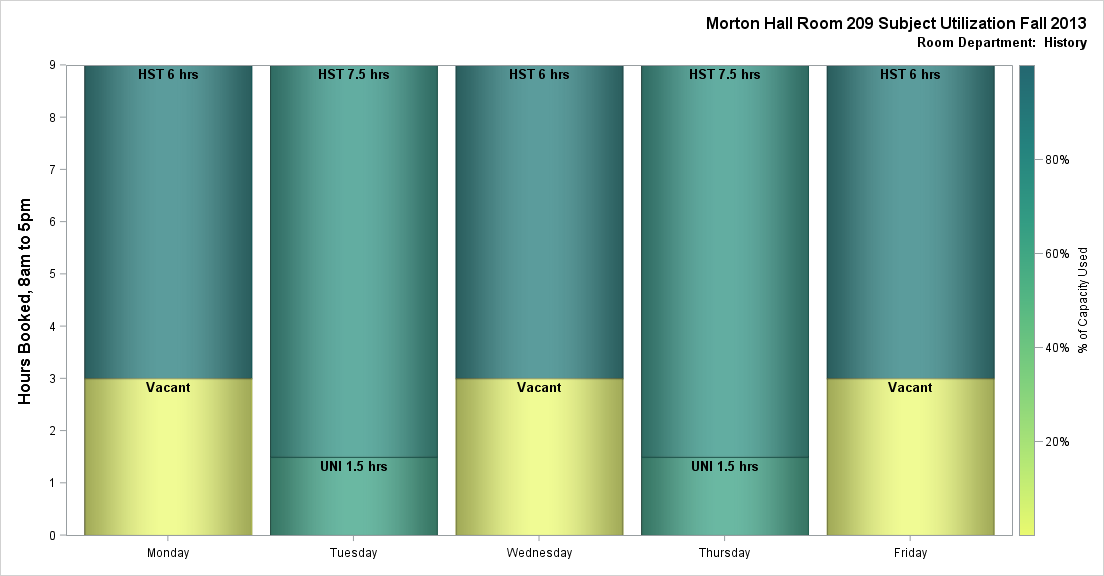 Morton Hall Room 209 Subject Utilization Fall 2013
Room Department:  History
Hours Booked, 8am to 5pm
9
8
7
6
5
4
3
2
1
0
HST 6 hrs
HST 7.5 hrs
HST 6 hrs
HST 7.5 hrs
HST 6 hrs
Vacant
Vacant
Vacant
UNI 1.5 hrs
UNI 1.5 hrs
Monday
Tuesday
Wednesday
Thursday
Friday
80%
60%
40%
20%
% of Capacity Used